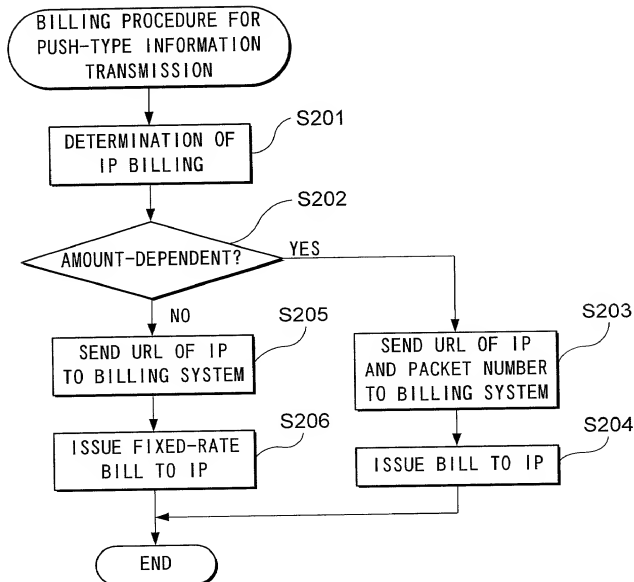 BILLING PROCEDURE FOR
PUSH-TYPE INFORMATION
TRANSMISSION
S201
DETERMINATION OF
IP BILLING
S202
AMOUNT-DEPENDENT?
YES
NO
S205
SEND URL OF IP
TO BILLING SYSTEM
S203
SEND URL OF IP
AND PACKET NUMBER
TO BILLING SYSTEM
S206
ISSUE FIXED-RATE
BILL TO IP
S204
ISSUE BILL TO IP
END